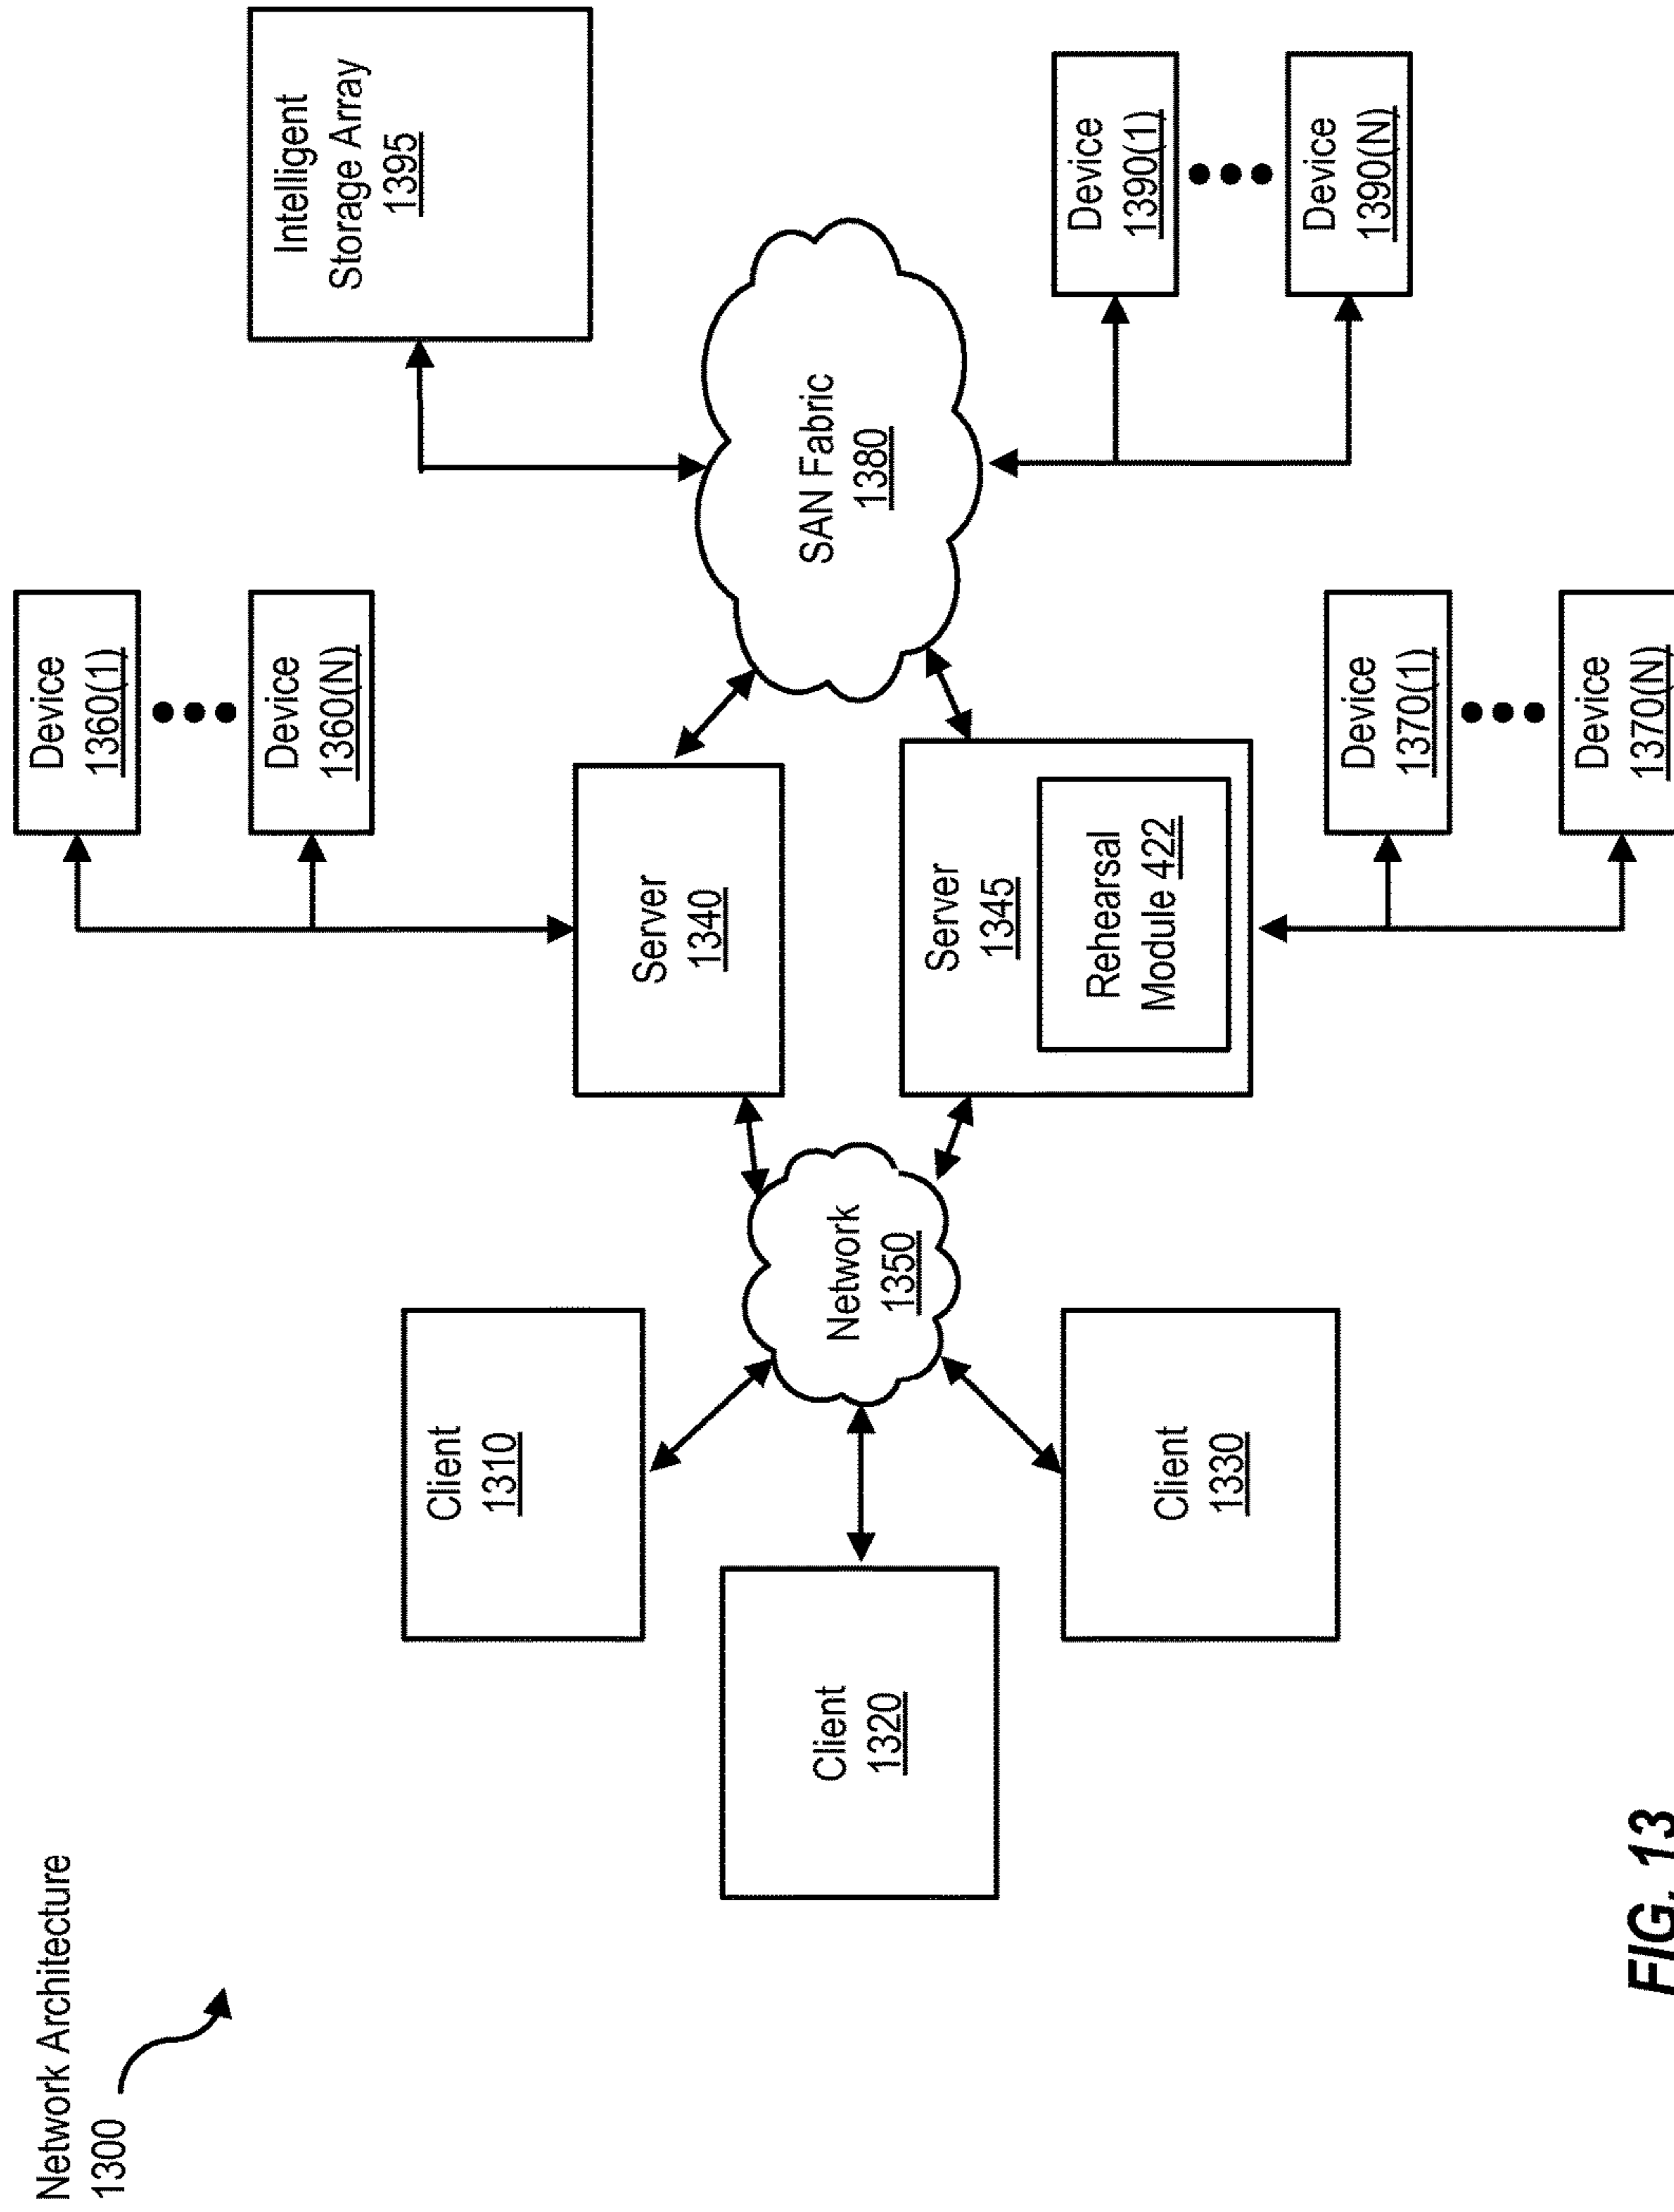 Network Architecture
1300
Client
1310
Client
1320
Client
1330
Network
1350
Server
1340
Server
1345
Rehearsal
Module 422
Device
1360(1)
Device
1360(N)
Device
1370(1)
Device
1370(N)
SAN Fabric
1380
Intelligent
Storage Array
1395
Device
1390(1)
Device
1390(N)
FIG. 13